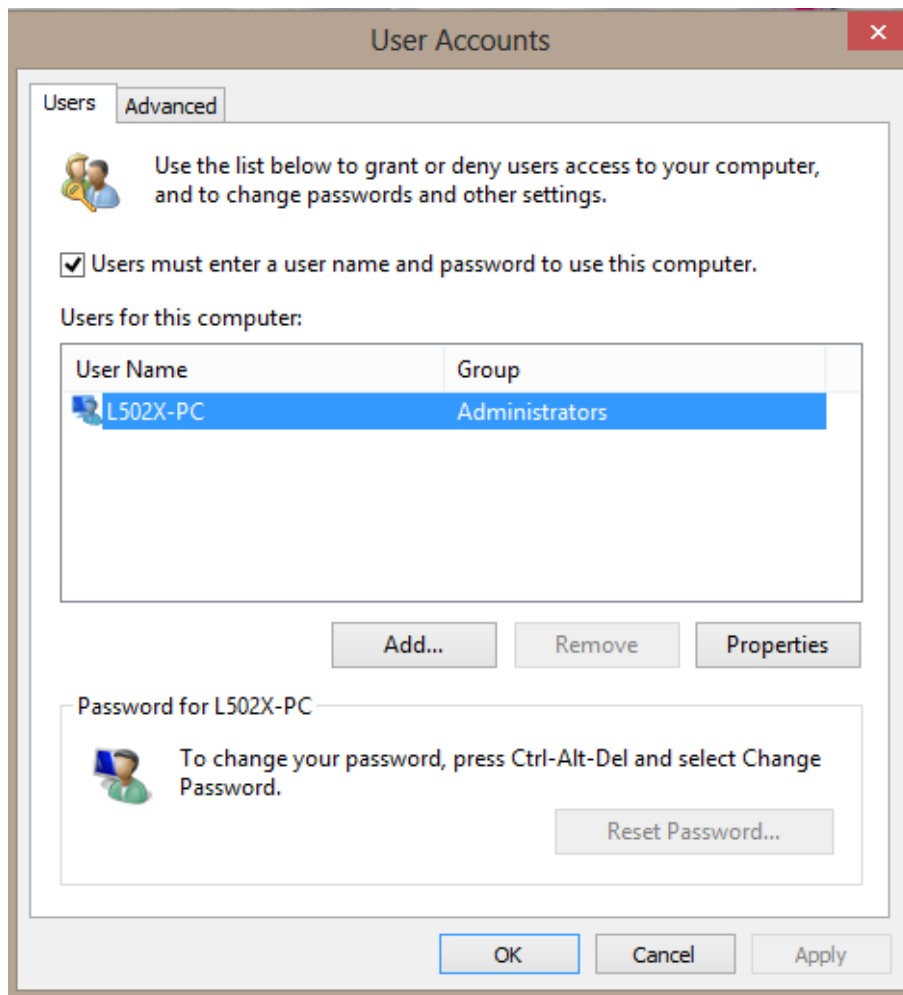 User Accounts
Users
Advanced
Use the list below to grant or deny users access to your computer,
and to change passwords and other settings.
Users must enter a user name and password to use this computer.
Users for this computer:
User Name Group
L502X-PC Administrators
Add... Remove Properties
Password for L502X-PC
To change your password, press Ctrl-Alt-Del and select Change
Password.
Reset Password...
OK Cancel Apply